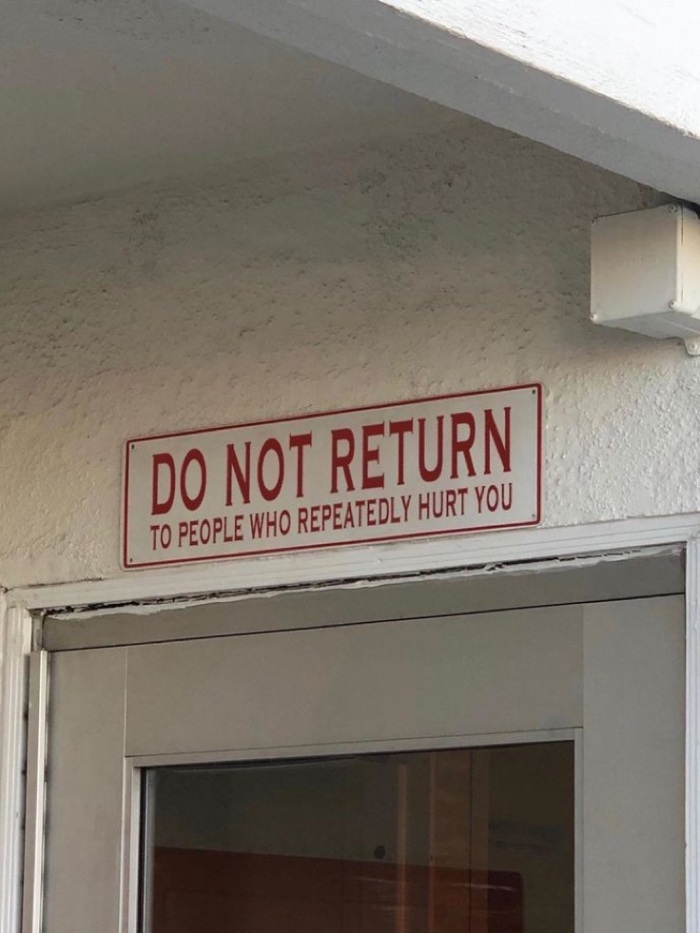 DO NOT RETURN
TO PEOPLE WHO REPEATEDLY HURT YOU